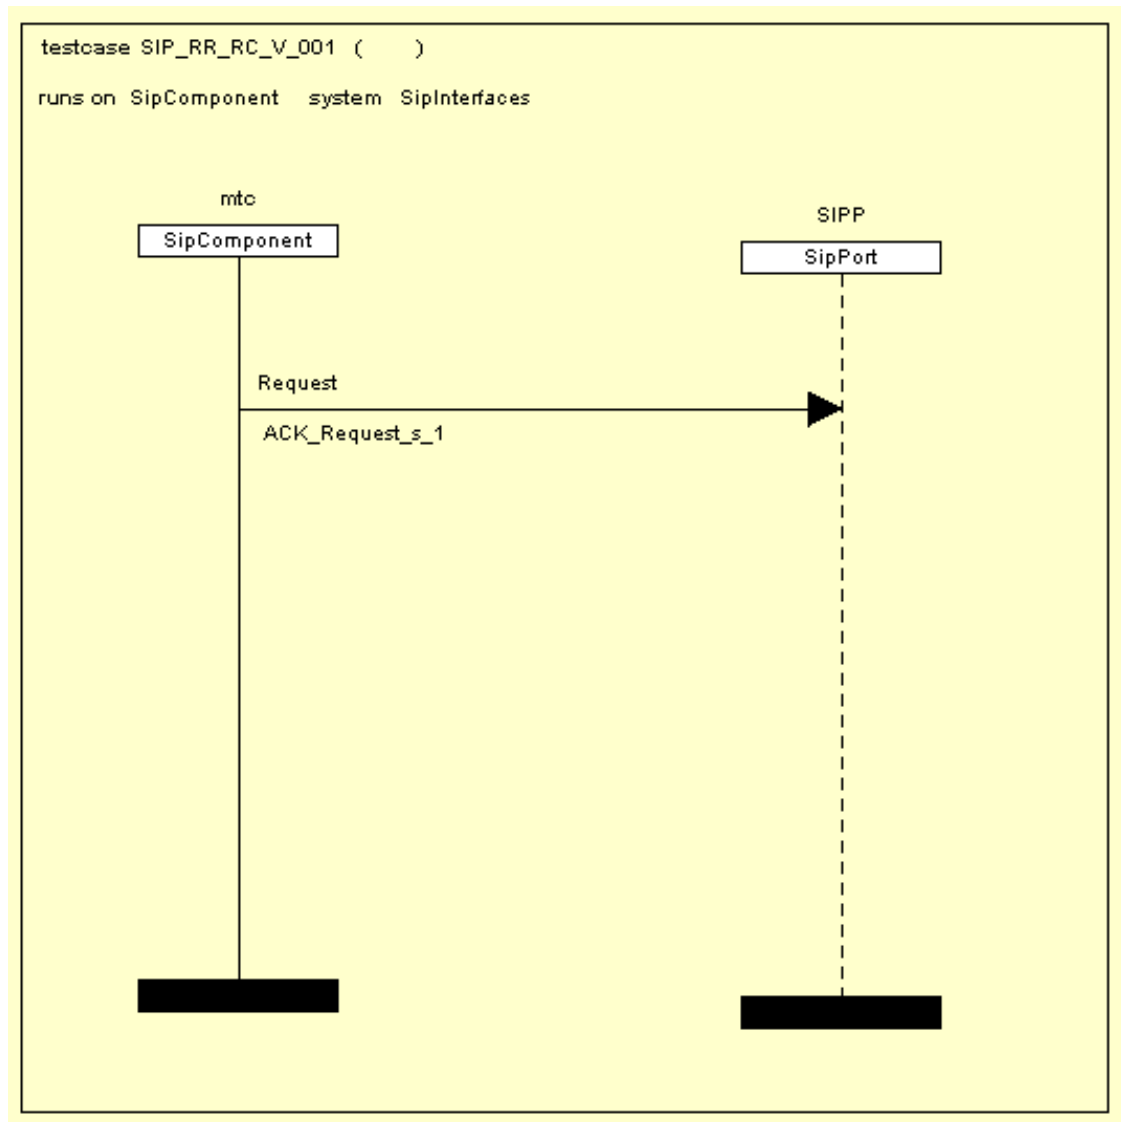 testcase SIP_RR_RC_V_001 ( )
runs on SipComponent system SipInterfaces
mtc
SIPP
SipComponent
SipPort
Request
ACK_Request_s_1